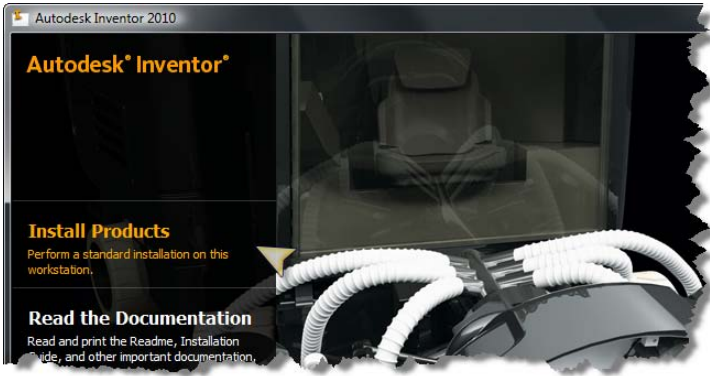 Autodesk Inventor 2010
Autodesk® Inventor®
Install Products
Perform a standard installation on this
workstation.
Read the Documentation
Read and print the Readme, Installation
Guide, and other important documentation.